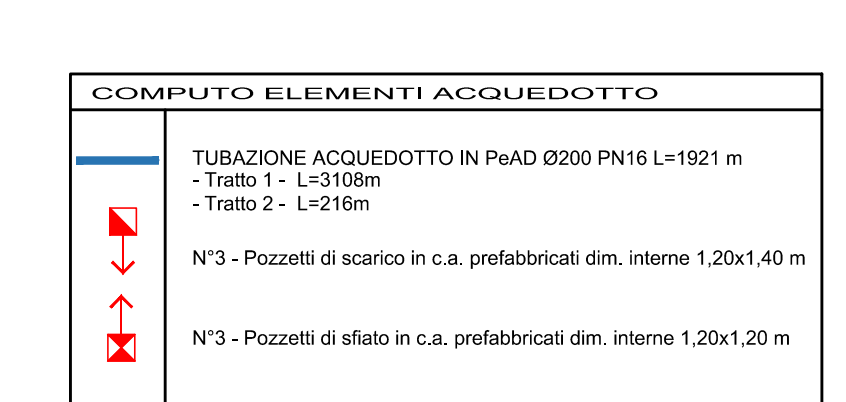 COMPUTO ELEMENTI ACQUEDOTTO
TUBAZIONE ACQUEDOTTO IN PeAD Ø200 PN16 L=1921 m
- Tratto 1 - L=3108m
- Tratto 2 - L=216m
N°3 - Pozzetti di scarico in c.a. prefabbricati dim. interne 1,20x1,40 m
N°3 - Pozzetti di sfiato in c.a. prefabbricati dim. interne 1,20x1,20 m